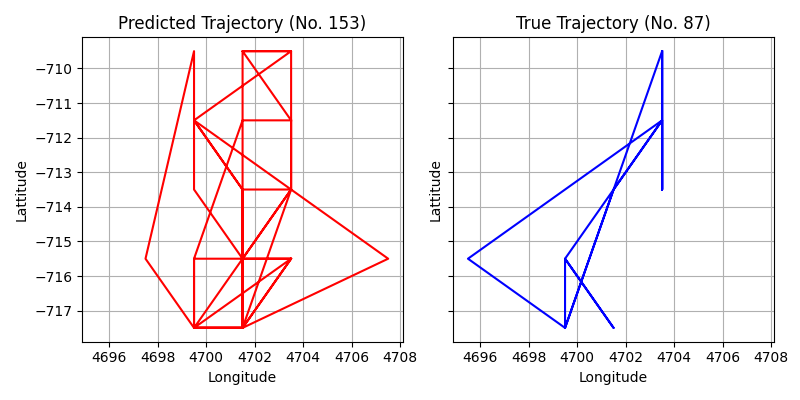 Predicted Trajectory (No. 153)
−710
−711
−712
−713
−714
−715
−716
−717
Lattitude
4696 4698 4700 4702 4704 4706 4708
Longitude
True Trajectory (No. 87)
Lattitude
4696 4698 4700 4702 4704 4706 4708
Longitude